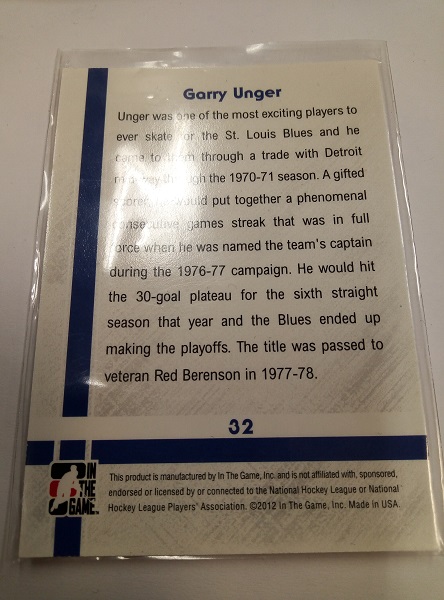 Garry Unger
Unger was one of the most exciting players to
ever skate for the St. Louis Blues and he
came to them through a trade with Detroit
midway through the 1970-71 season. A gifted
scorer, he would put together a phenomenal
consecutive games streak that was in full
force when he was named the team's captain
during the 1976-77 campaign. He would hit
the 30-goal plateau for the sixth straight
season that year and the Blues ended up
making the playoffs. The title was passed to
veteran Red Berenson in 1977-78.
32
IN
THE
GAME
This product is manufactured by In The Game, Inc. and is not affiliated with, sponsored,
endorsed or licensed by or connected to the National Hockey League or National
Hockey League Players' Association. ©2012 In The Game, Inc. Made in USA.